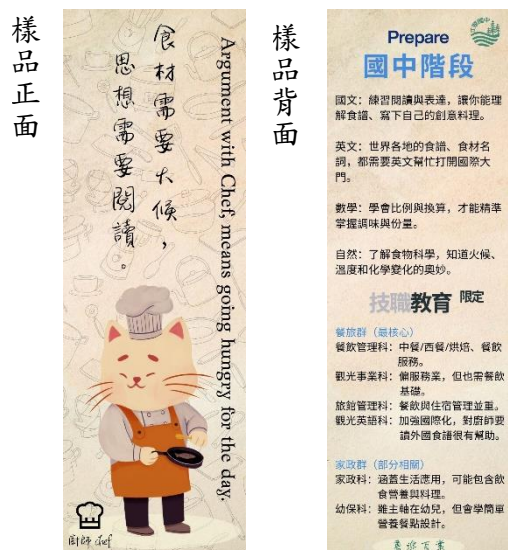 樣品正面
食材需要火候，
思想需要閱讀。
Argument with Chef, means going hungry for the day.
廚師 chef
樣品背面
Prepare
國中階段
國文：練習閱讀與表達，讓你能理
解食譜、寫下自己的創意料理。
英文：世界各地的食譜、食材名
詞，都需要英文幫忙打開國際大
門。
數學：學會比例與換算，才能精準
掌握調味與份量。
自然：了解食物科學，知道火候、
溫度和化學變化的奧妙。
技職教育 限定
餐旅群（最核心）
餐飲管理科：中餐/西餐/烘焙、餐飲
服務。
觀光事業科：偏服務業，但也需餐飲
基礎。
旅館管理科：餐飲與住宿管理並重。
觀光英語科：加強國際化，對廚師要
讀外國食譜很有幫助。
家政群（部分相關）
家政科：涵蓋生活應用，可能包含飲
食營養與料理。
幼保科：雖主軸在幼兒，但會學簡單
營養餐點設計。